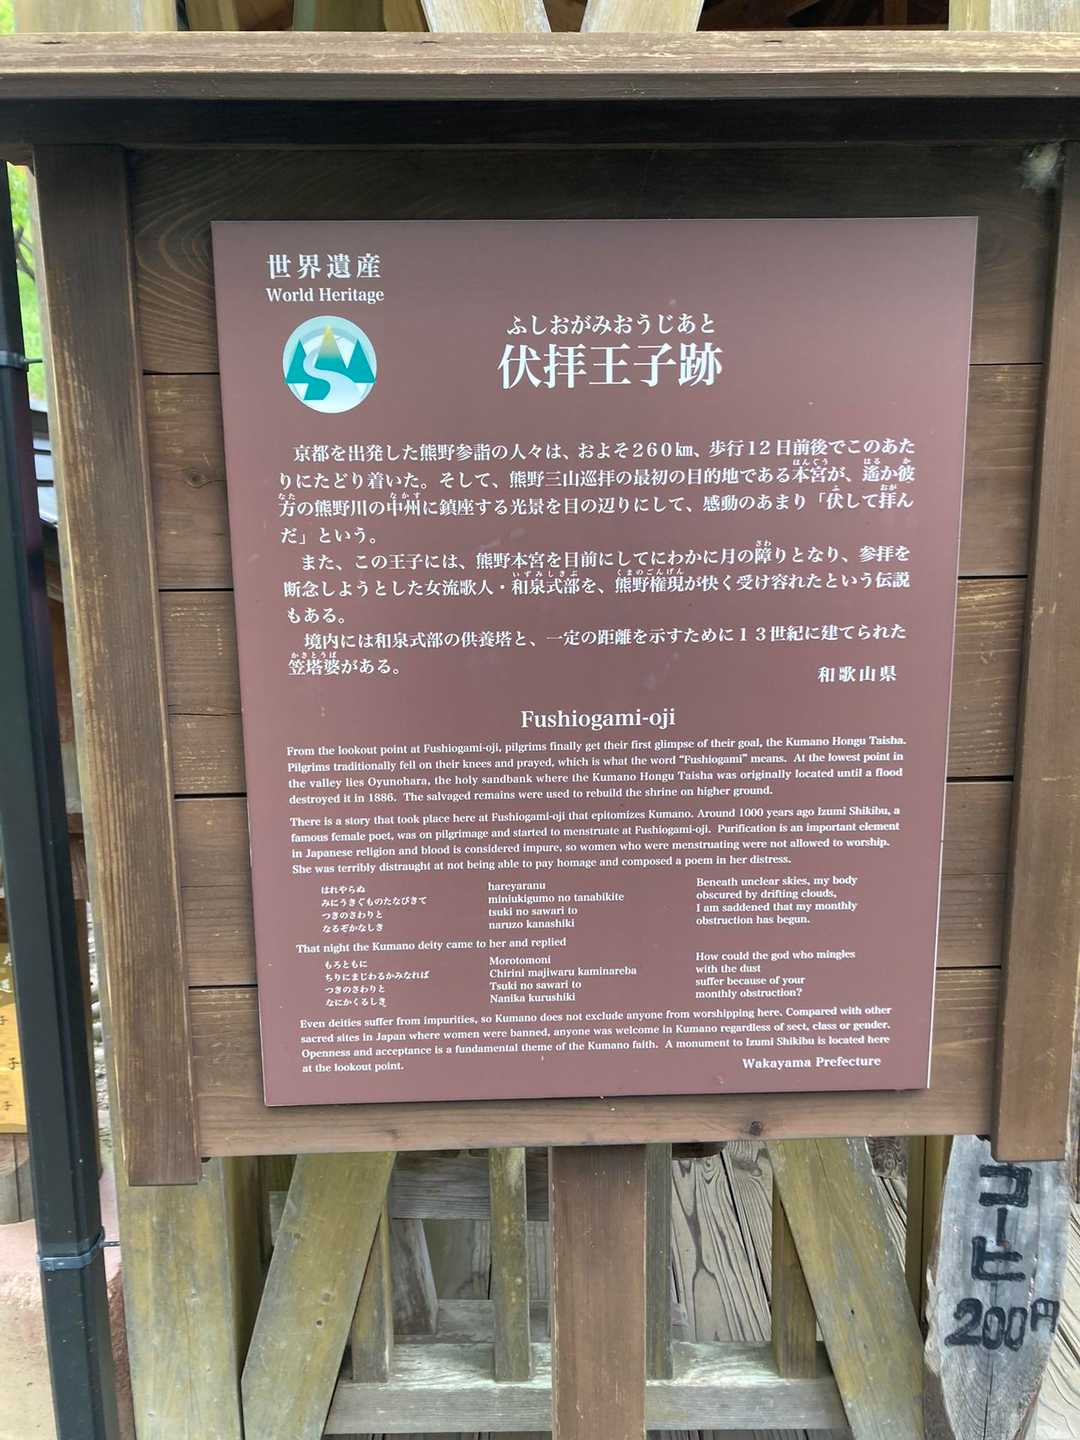 世界遺産
World Heritage
ふしおがみおうじあと
伏拝王子跡
京都を出発した熊野参詣の人々は、およそ260㎞、歩行12日前後でこのあた
りにたどり着いた。そして、熊野三山巡拝の最初の目的地である本宮が、遙か彼
方の熊野川の中州に鎮座する光景を目の辺りにして、感動のあまり「伏して拝ん
だ」という。
また、この王子には、熊野本宮を目前にしてにわかに月の障りとなり、参拝を
断念しようとした女流歌人・和泉式部を、熊野権現が快く受け容れたという伝説
もある。
境内には和泉式部の供養塔と、一定の距離を示すために13世紀に建てられた
笠塔婆がある。
和歌山県
Fushiogami-oji
From the lookout point at Fushiogami-oji, pilgrims finally get their first glimpse of their goal, the Kumano Hongu Taisha.
Pilgrims traditionally fell on their knees and prayed, which is what the word “Fushiogami” means. At the lowest point in
the valley lies Oyunohara, the holy sandbank where the Kumano Hongu Taisha was originally located until a flood
destroyed it in 1886. The salvaged remains were used to rebuild the shrine on higher ground.
There is a story that took place here at Fushiogami-oji that epitomizes Kumano. Around 1000 years ago Izumi Shikibu, a
famous female poet, was on pilgrimage and started to menstruate at Fushiogami-oji. Purification is an important element
in Japanese religion and blood is considered impure, so women who were menstruating were not allowed to worship.
She was terribly distraught at not being able to pay homage and composed a poem in her distress.
はれやらぬ
みにうきぐものたなびきて
つきのさわりと
なるぞかなしき
hareyaranu
miniukigumo no tanabikite
tsuki no sawari to
naruzo kanashiki
Beneath unclear skies, my body
obscured by drifting clouds,
I am saddened that my monthly
obstruction has begun.
That night the Kumano deity came to her and replied
もろともに
ちりにまじわるかみなれば
つきのさわりと
なにかくるしき
Morotomoni
Chirini majiwaru kaminareba
Tsuki no sawari to
Nanika kurushiki
How could the god who mingles
with the dust
suffer because of your
monthly obstruction?
Even deities suffer from impurities, so Kumano does not exclude anyone from worshipping here. Compared with other
sacred sites in Japan where women were banned, anyone was welcome in Kumano regardless of sect, class or gender.
Openness and acceptance is a fundamental theme of the Kumano faith. A monument to Izumi Shikibu is located here
at the lookout point.
Wakayama Prefecture
コーヒ
200円